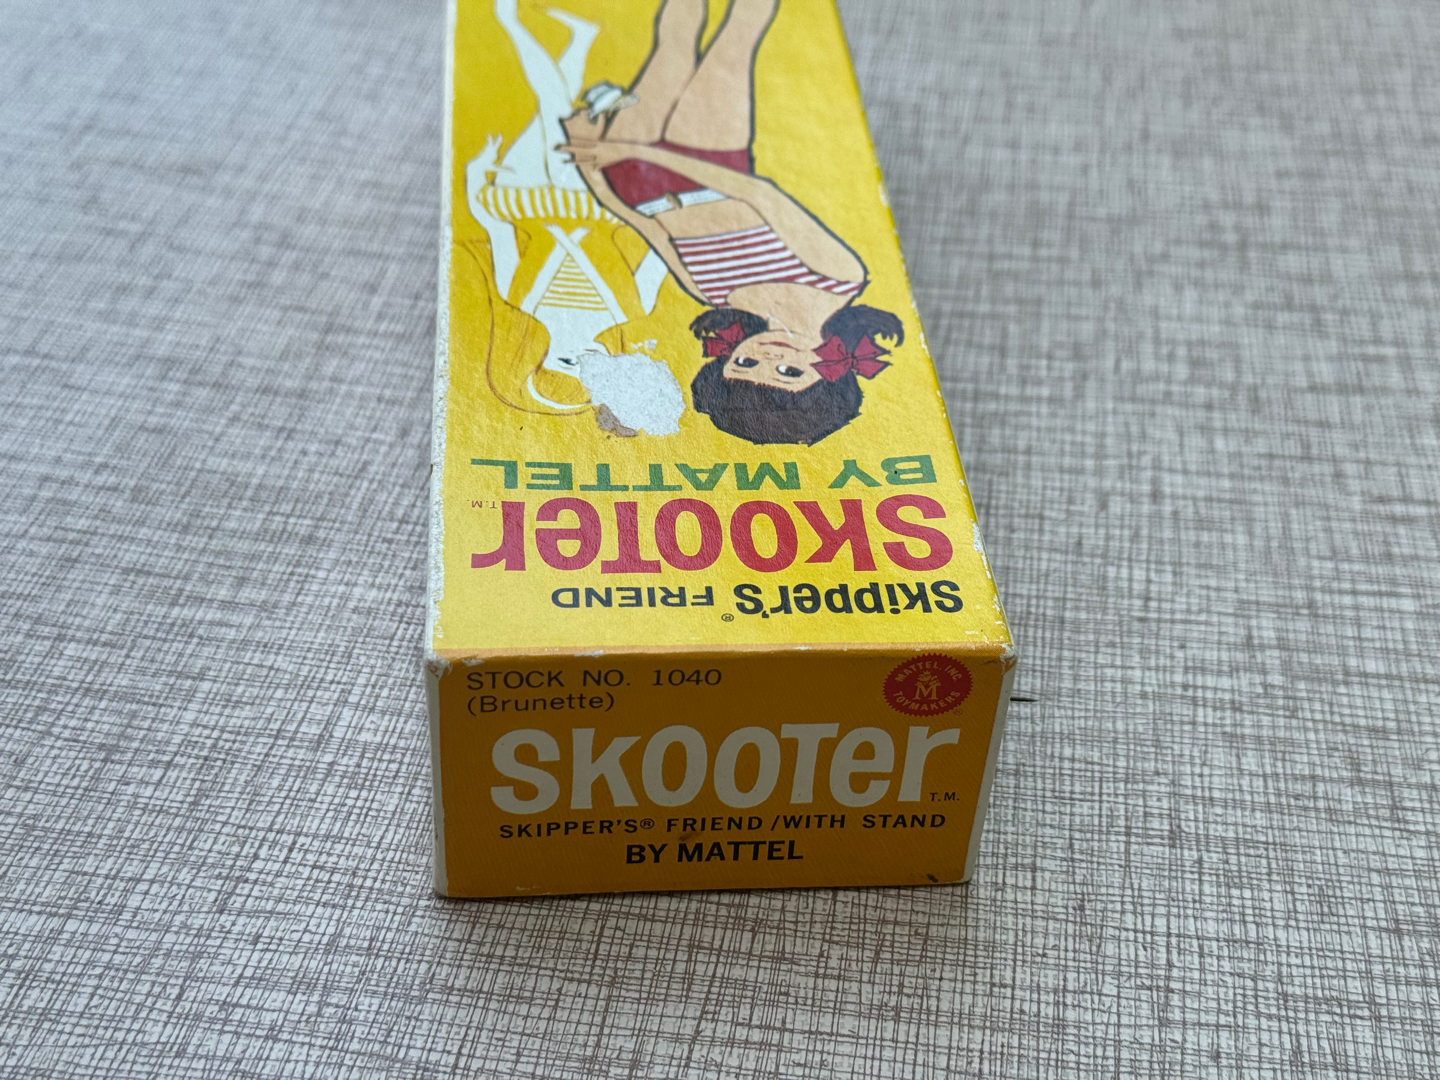 BY MATTEL
SKOOTER T.M.
SKIPPER'S® FRIEND
STOCK NO. 1040
(Brunette)
MATTEL, INC.
M
TOYMAKERS
SKOOTER T.M.
SKIPPER'S® FRIEND / WITH STAND
BY MATTEL